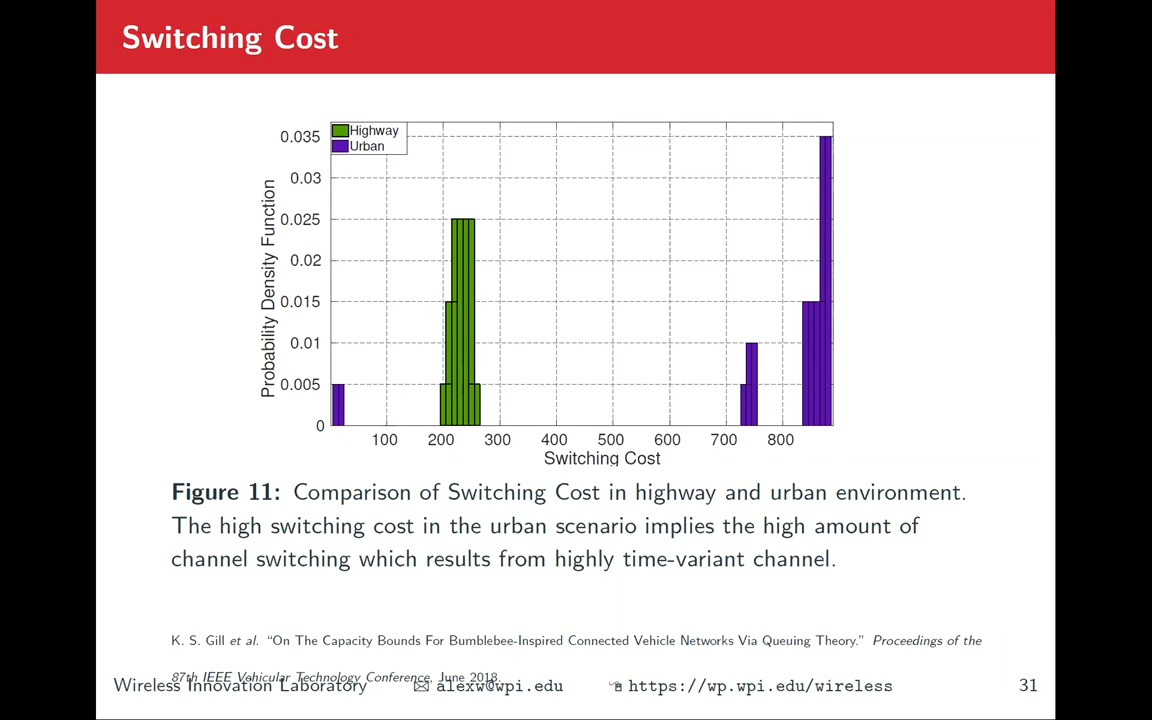 Switching Cost
Highway
Urban
0.035
0.03
0.025
0.02
0.015
0.01
0.005
0
Probability Density Function
100 200 300 400 500 600 700 800
Switching Cost
Figure 11: Comparison of Switching Cost in highway and urban environment.
The high switching cost in the urban scenario implies the high amount of
channel switching which results from highly time-variant channel.
K. S. Gill et al. “On The Capacity Bounds For Bumblebee-Inspired Connected Vehicle Networks Via Queuing Theory.” Proceedings of the
87th IEEE Vehicular Technology Conference, June 2018.
Wireless Innovation Laboratory alexw@wpi.edu https://wp.wpi.edu/wireless 31